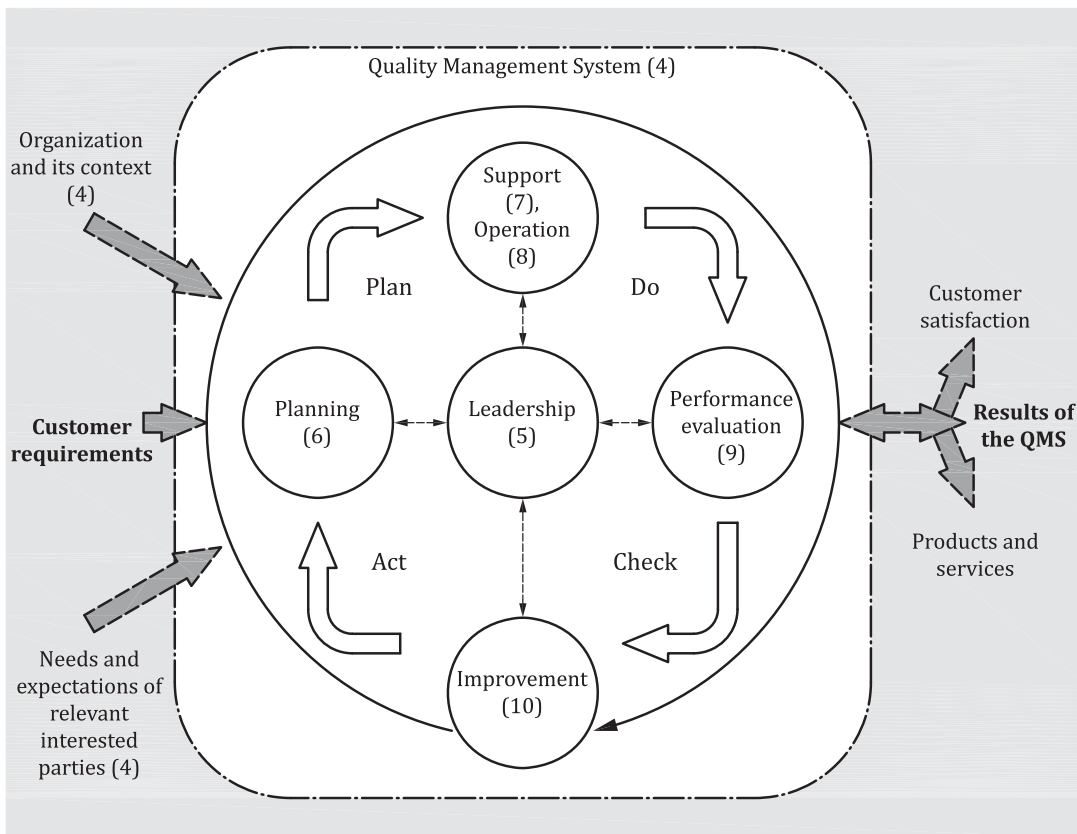 Quality Management System (4)
Organization
and its context
(4)
Support
(7),
Operation
(8)
Plan
Do
Customer
satisfaction
Customer
requirements
Planning
(6)
Leadership
(5)
Performance
evaluation
(9)
Results of
the QMS
Act
Check
Products and
services
Needs and
expectations of
relevant
interested
parties (4)
Improvement
(10)